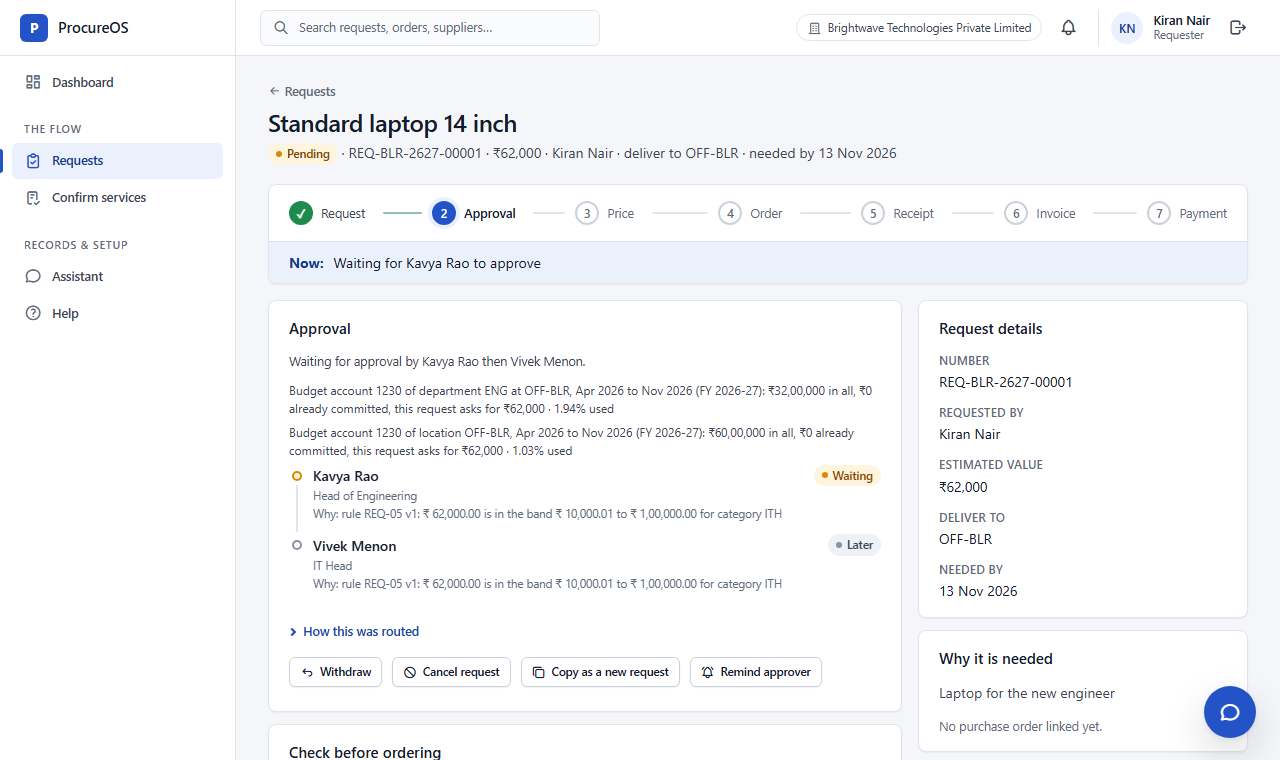 P ProcureOS
Search requests, orders, suppliers...
Brightwave Technologies Private Limited
KN
Kiran Nair
Requester
Dashboard
THE FLOW
Requests
Confirm services
RECORDS & SETUP
Assistant
Help
← Requests
Standard laptop 14 inch
Pending · REQ-BLR-2627-00001 · ₹62,000 · Kiran Nair · deliver to OFF-BLR · needed by 13 Nov 2026
Request 2 Approval 3 Price 4 Order 5 Receipt 6 Invoice 7 Payment
Now: Waiting for Kavya Rao to approve
Approval
Waiting for approval by Kavya Rao then Vivek Menon.
Budget account 1230 of department ENG at OFF-BLR, Apr 2026 to Nov 2026 (FY 2026-27): ₹32,00,000 in all, ₹0
already committed, this request asks for ₹62,000 · 1.94% used
Budget account 1230 of location OFF-BLR, Apr 2026 to Nov 2026 (FY 2026-27): ₹60,00,000 in all, ₹0 already
committed, this request asks for ₹62,000 · 1.03% used
Kavya Rao Waiting
Head of Engineering
Why: rule REQ-05 v1: ₹ 62,000.00 is in the band ₹ 10,000.01 to ₹ 1,00,000.00 for category ITH
Vivek Menon Later
IT Head
Why: rule REQ-05 v1: ₹ 62,000.00 is in the band ₹ 10,000.01 to ₹ 1,00,000.00 for category ITH
How this was routed
Withdraw Cancel request Copy as a new request Remind approver
Check before ordering
Request details
NUMBER
REQ-BLR-2627-00001
REQUESTED BY
Kiran Nair
ESTIMATED VALUE
₹62,000
DELIVER TO
OFF-BLR
NEEDED BY
13 Nov 2026
Why it is needed
Laptop for the new engineer
No purchase order linked yet.